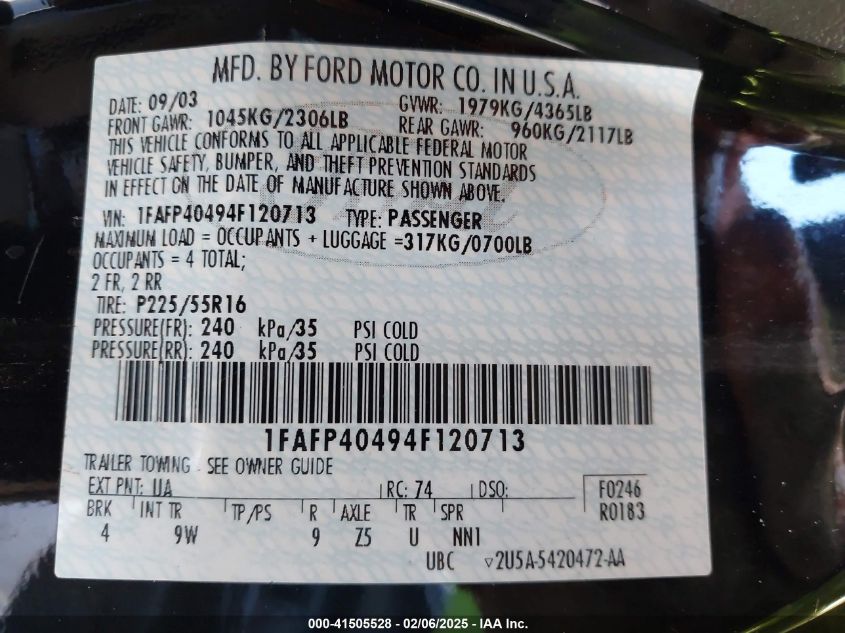 MFD. BY FORD MOTOR CO. IN U.S.A.
DATE: 09/03 GVWR: 1979KG/4365LB
FRONT GAWR: 1045KG/2306LB REAR GAWR: 960KG/2117LB
THIS VEHICLE CONFORMS TO ALL APPLICABLE FEDERAL MOTOR
VEHICLE SAFETY, BUMPER, AND THEFT PREVENTION STANDARDS
IN EFFECT ON THE DATE OF MANUFACTURE SHOWN ABOVE.
VIN: 1FAFP40494F120713 TYPE: PASSENGER
MAXIMUM LOAD = OCCUPANTS + LUGGAGE =317KG/0700LB
OCCUPANTS = 4 TOTAL;
2 FR, 2 RR
TIRE: P225/55R16
PRESSURE(FR): 240 kPa/35 PSI COLD
PRESSURE(RR): 240 kPa/35 PSI COLD
1FAFP40494F120713
TRAILER TOWING - SEE OWNER GUIDE
EXT PNT: UA RC: 74 DSO: F0246
R0183
BRK INT TR TP/PS R AXLE TR SPR
4 9W 9 Z5 U NN1
UBC ▽2U5A-5420472-AA
000-41505528 - 02/06/2025 - IAA Inc.